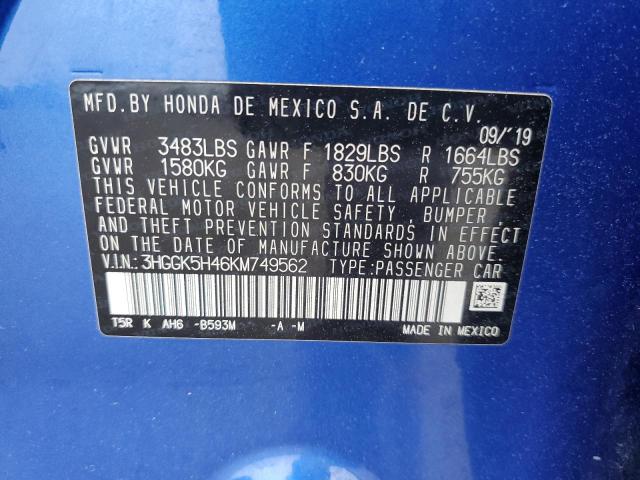 MFD.BY HONDA DE MEXICO S.A. DE C.V.
09/'19
GVWR 3483LBS GAWR F 1829LBS R 1664LBS
GVWR 1580KG GAWR F 830KG R 755KG
THIS VEHICLE CONFORMS TO ALL APPLICABLE
FEDERAL MOTOR VEHICLE SAFETY, BUMPER
AND THEFT PREVENTION STANDARDS IN EFFECT
ON THE DATE OF MANUFACTURE SHOWN ABOVE.
V.I.N.:3HGGK5H46KM749562 TYPE:PASSENGER CAR
T5R K AH6 -B593M -A -M MADE IN MEXICO